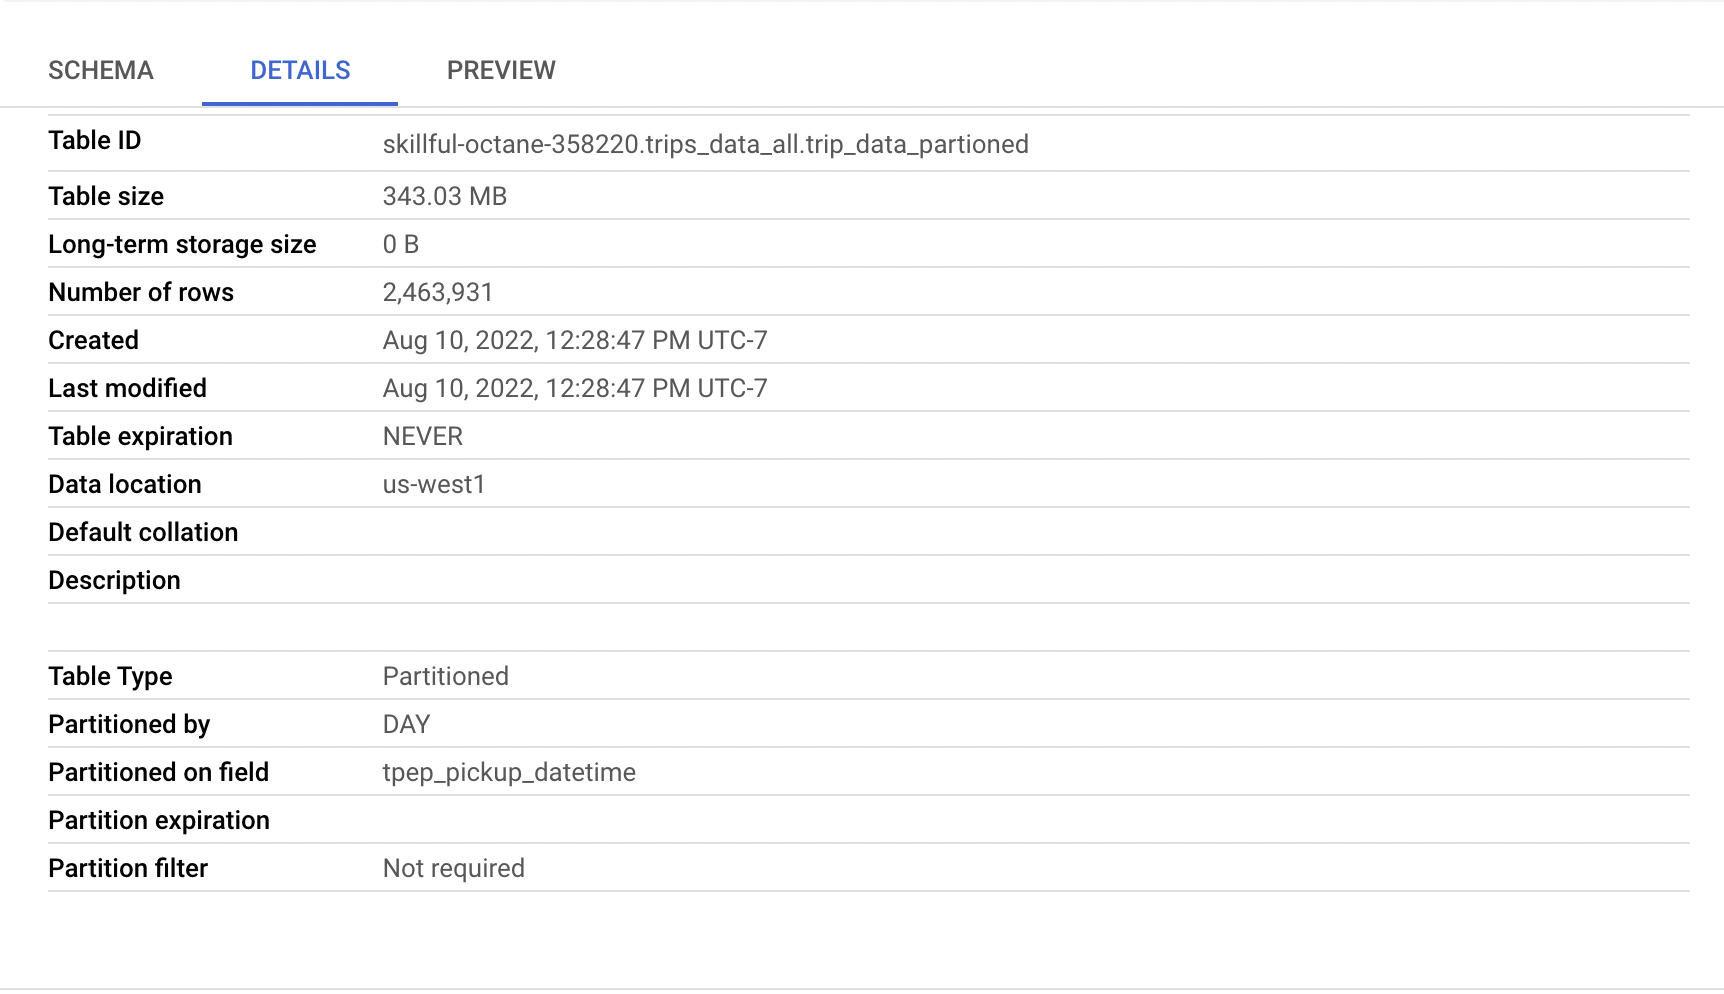 SCHEMA DETAILS PREVIEW
Table ID skillful-octane-358220.trips_data_all.trip_data_partioned
Table size 343.03 MB
Long-term storage size 0 B
Number of rows 2,463,931
Created Aug 10, 2022, 12:28:47 PM UTC-7
Last modified Aug 10, 2022, 12:28:47 PM UTC-7
Table expiration NEVER
Data location us-west1
Default collation
Description
Table Type Partitioned
Partitioned by DAY
Partitioned on field tpep_pickup_datetime
Partition expiration
Partition filter Not required